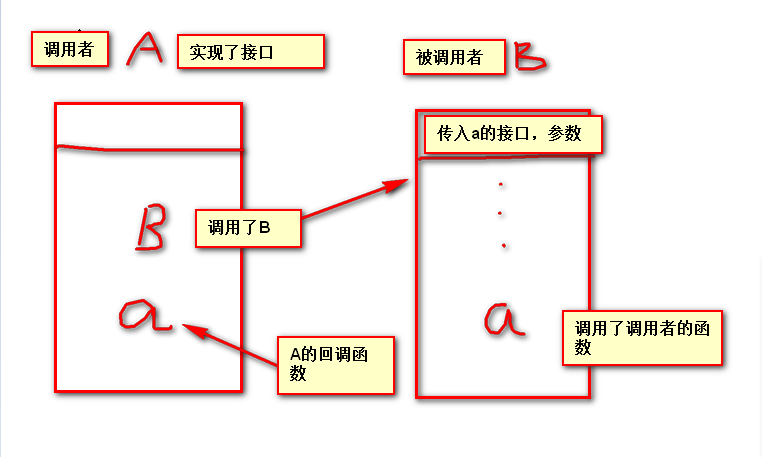 调用者
A
实现了接口
被调用者
B
传入a的接口，参数
B
调用了B
a
A的回调函
数
a
调用了调用者的函
数